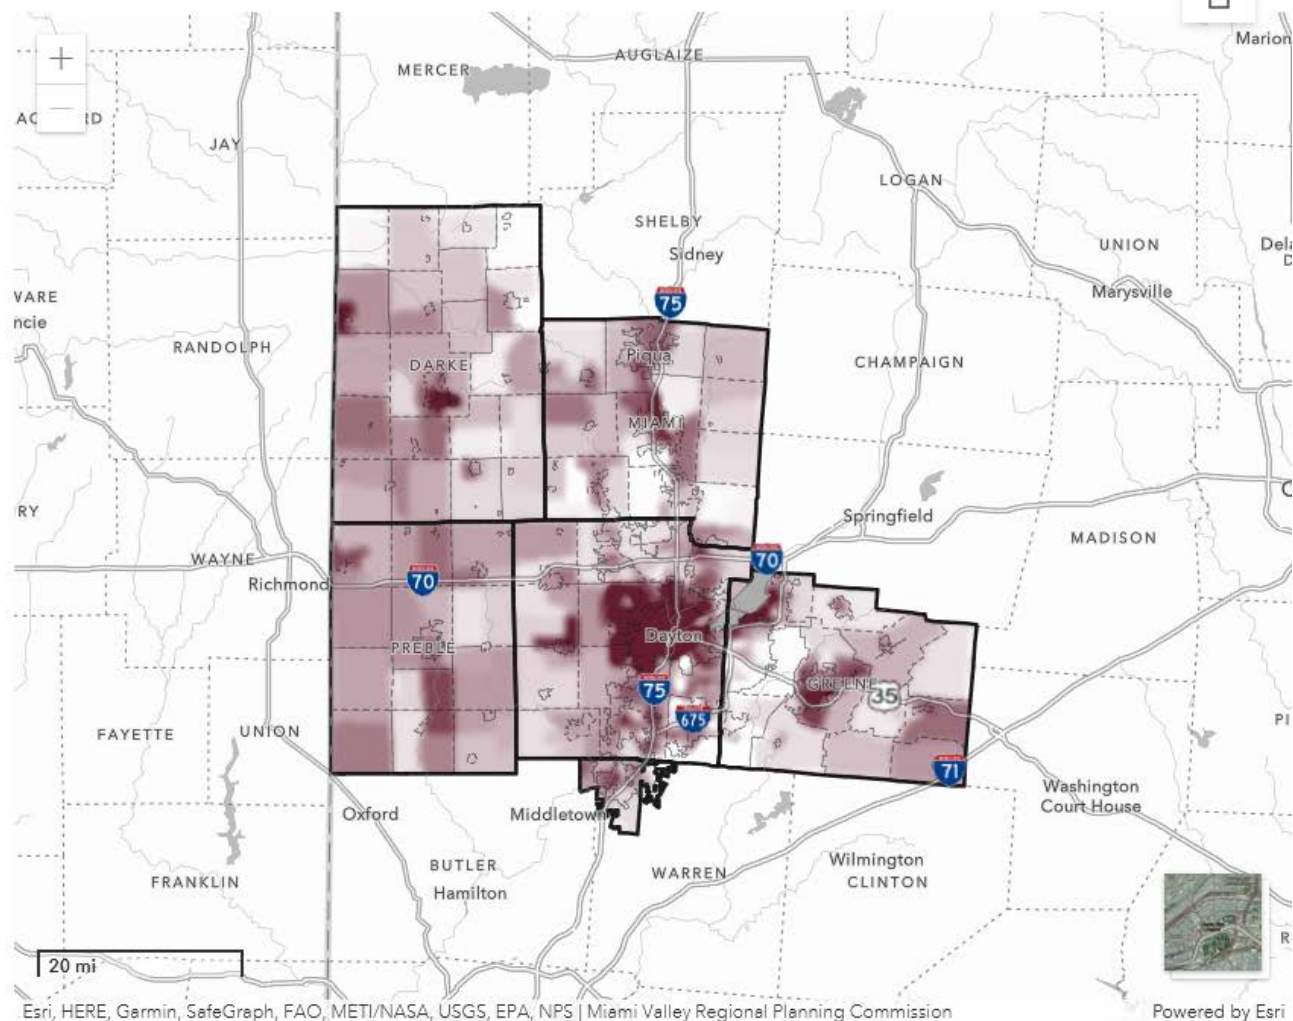 Marion
AUGLAIZE
MERCER
JAY
LOGAN
SHELBY
UNION
Sidney
Marysville
75
RANDOLPH
Piqua
DARKE
CHAMPAIGN
MIAMI
Springfield
MADISON
WAYNE
70
Richmond
70
Dayton
PREBLE
GREENE
75
35
675
FAYETTE
UNION
71
Washington
Court House
Oxford
Middletown
BUTLER
Hamilton
WARREN
Wilmington
CLINTON
FRANKLIN
20 mi
Esri, HERE, Garmin, SafeGraph, FAO, METI/NASA, USGS, EPA, NPS | Miami Valley Regional Planning Commission
Powered by Esri